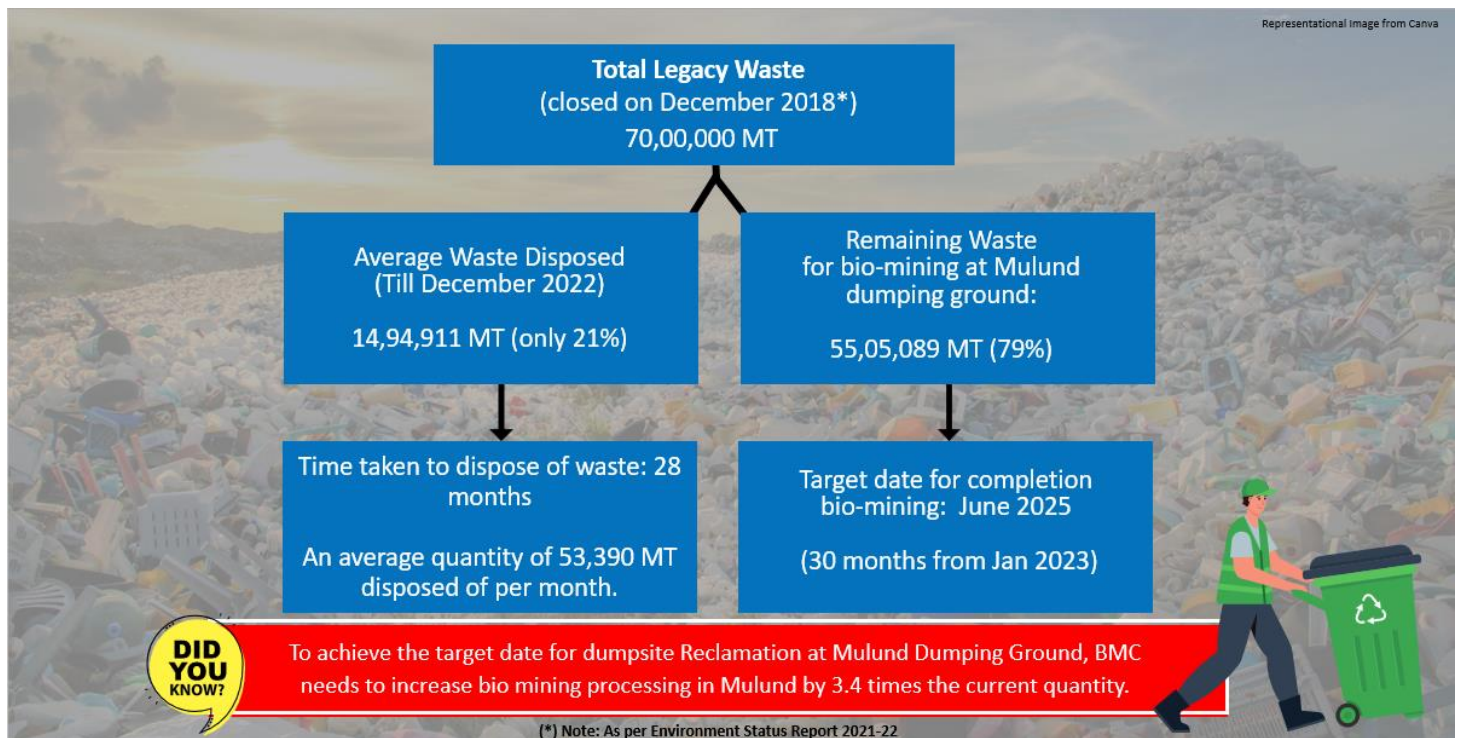 Representational Image from Canva
Total Legacy Waste
(closed on December 2018*)
70,00,000 MT
Average Waste Disposed
(Till December 2022)
14,94,911 MT (only 21%)
Remaining Waste
for bio-mining at Mulund
dumping ground:
55,05,089 MT (79%)
Time taken to dispose of waste: 28
months
An average quantity of 53,390 MT
disposed of per month.
Target date for completion
bio-mining:  June 2025
(30 months from Jan 2023)
DID
YOU
KNOW?
To achieve the target date for dumpsite Reclamation at Mulund Dumping Ground, BMC
needs to increase bio mining processing in Mulund by 3.4 times the current quantity.
(*) Note: As per Environment Status Report 2021-22